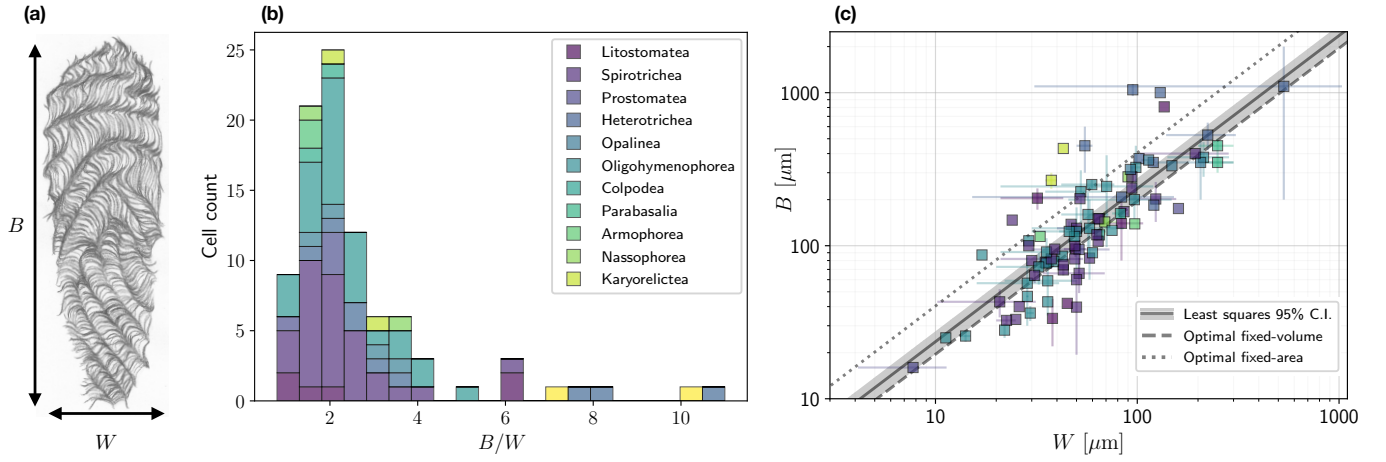 (a)
B
W
(b)
Cell count
25
20
15
10
5
0
2
4
6
8
10
B/W
Litostomatea
Spirotrichea
Prostomatea
Heterotrichea
Opalinea
Oligohymenophorea
Colpodea
Parabasalia
Armophorea
Nassophorea
Karyorelictea
(c)
B [μm]
1000
100
10
10
100
1000
W [μm]
Least squares 95% C.I.
Optimal fixed-volume
Optimal fixed-area